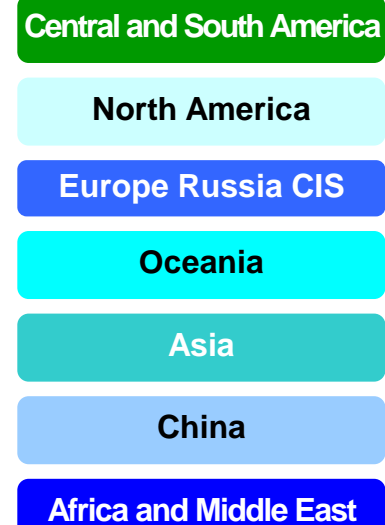 Central and South America
North America
Europe Russia CIS
Oceania
Asia
China
Africa and Middle East